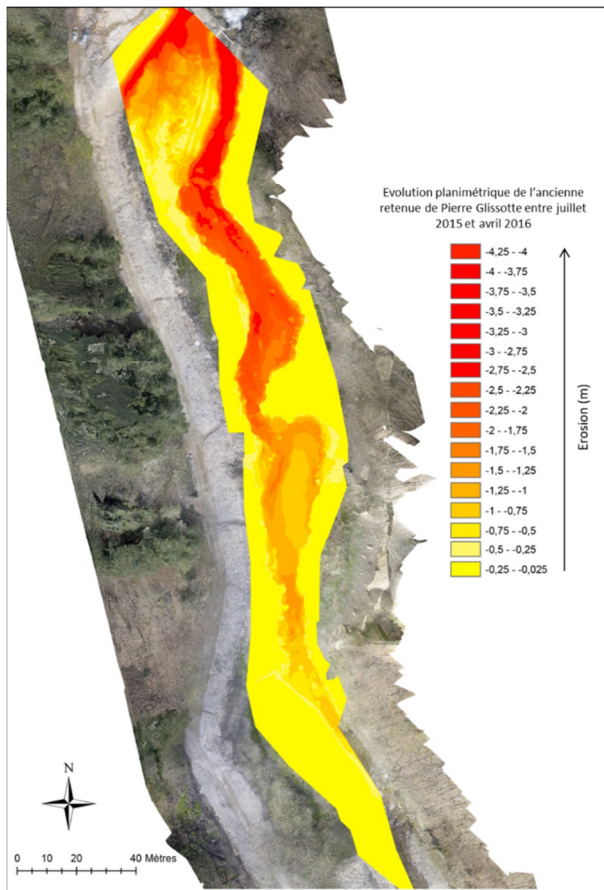 Evolution planimétrique de l'ancienne
retenue de Pierre Glissotte entre juillet
2015 et avril 2016
-4,25 - -4
-4 - -3,75
-3,75 - -3,5
-3,5 - -3,25
-3,25 - -3
-3 - -2,75
-2,75 - -2,5
-2,5 - -2,25
-2,25 - -2
-2 - -1,75
-1,75 - -1,5
-1,5 - -1,25
-1,25 - -1
-1 - -0,75
-0,75 - -0,5
-0,5 - -0,25
-0,25 - -0,025
Erosion (m)
N
0 10 20 40 Mètres